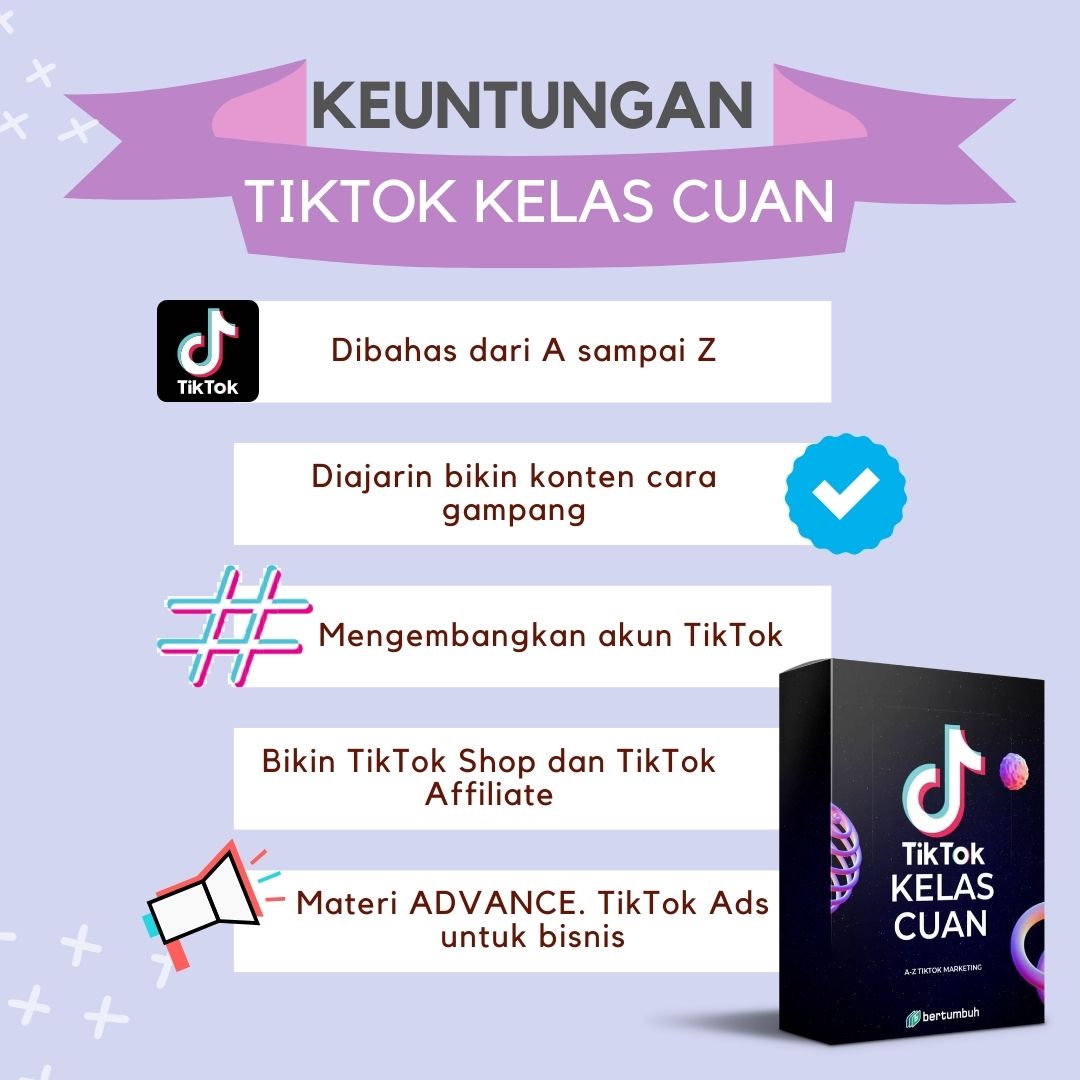 KEUNTUNGAN
TIKTOK KELAS CUAN
TikTok
Dibahas dari A sampai Z
Diajarin bikin konten cara
gampang
Mengembangkan akun TikTok
Bikin TikTok Shop dan TikTok
Affiliate
Materi ADVANCE. TikTok Ads
untuk bisnis
TikTok
KELAS
CUAN
A-Z TIKTOK MARKETING
bertumbuh